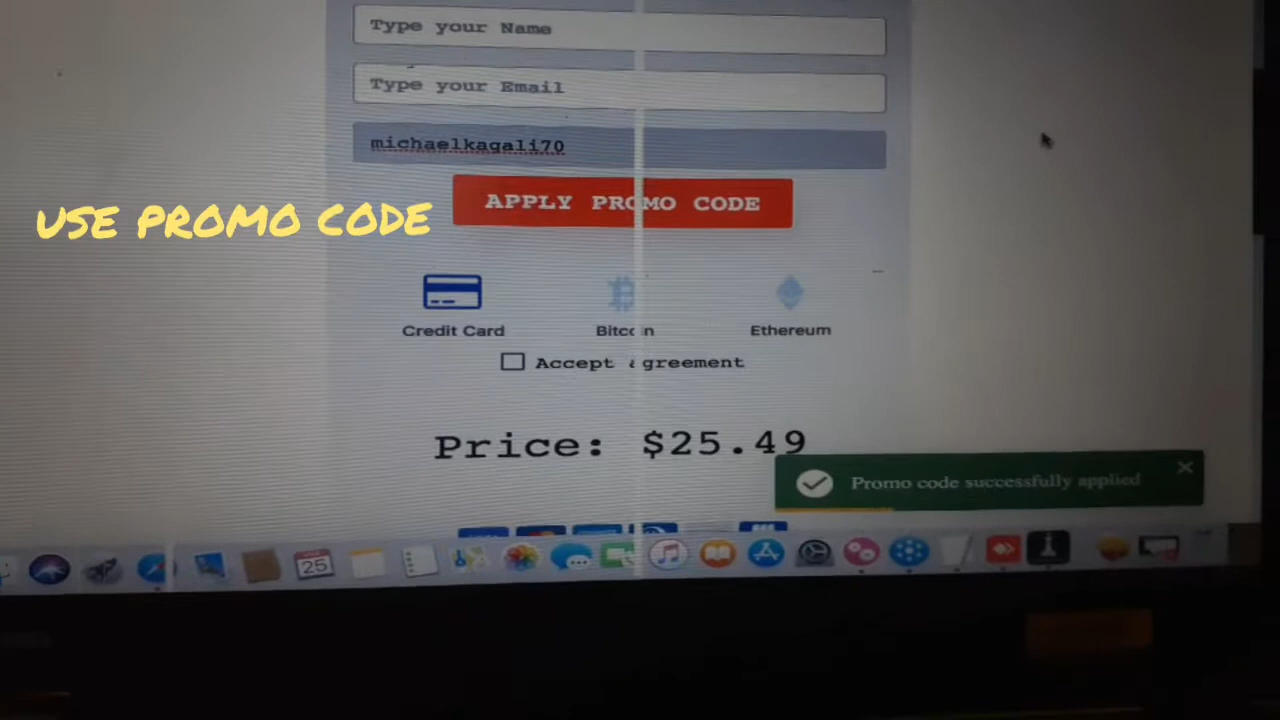 Type your Name
Type your Email
michaelkagali70
APPLY PROMO CODE
USE PROMO CODE
Credit Card
Bitcoin
Ethereum
Accept agreement
Price: $25.49
Promo code successfully applied
25